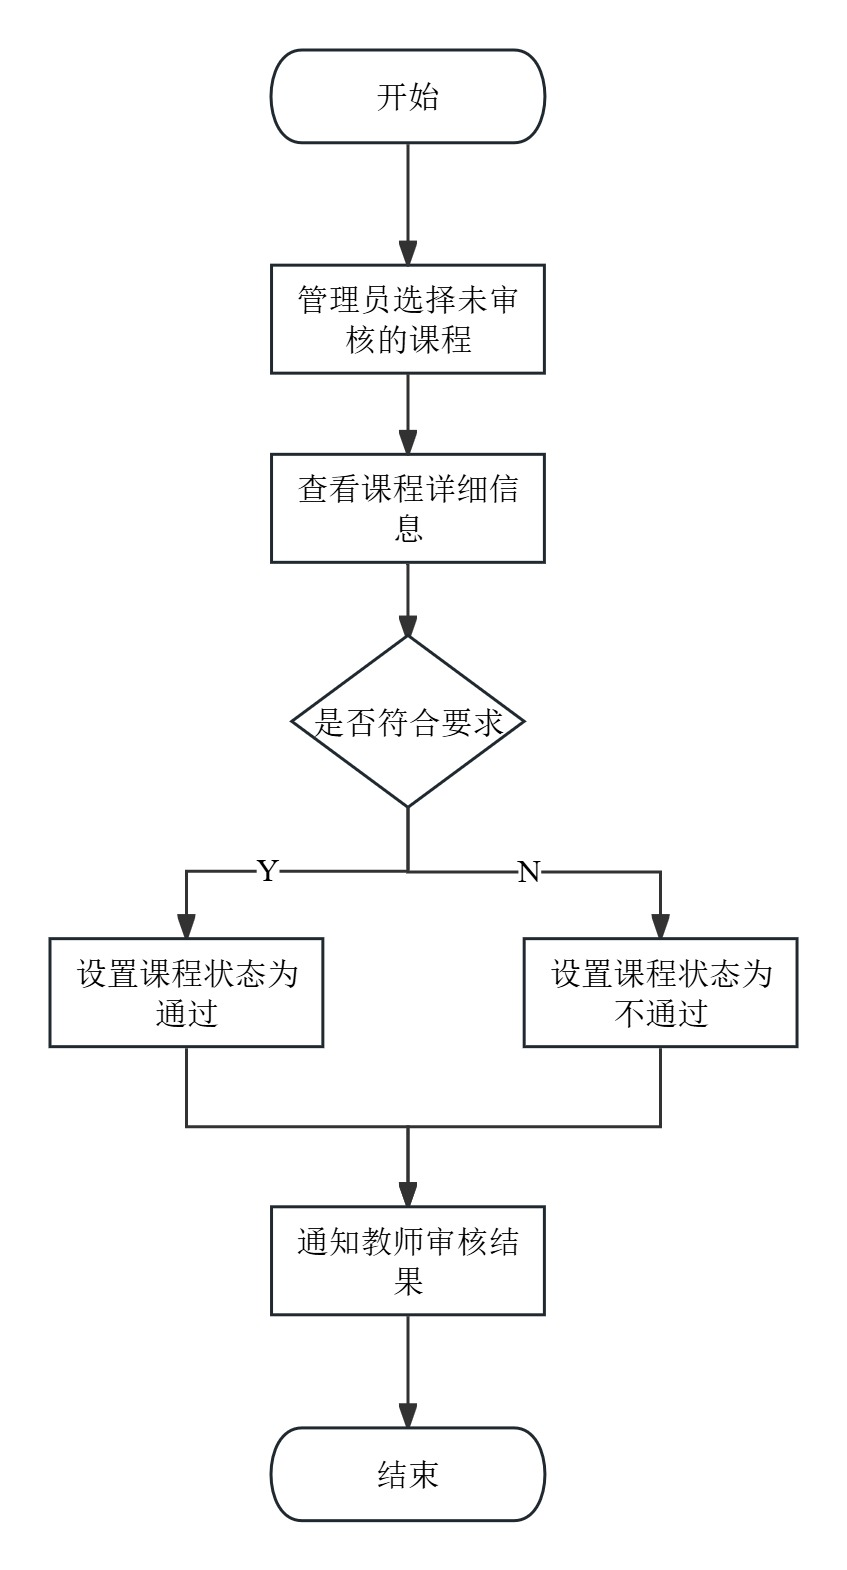 开始
管理员选择未审
核的课程
查看课程详细信
息
是否符合要求
Y
N
设置课程状态为
通过
设置课程状态为
不通过
通知教师审核结
果
结束